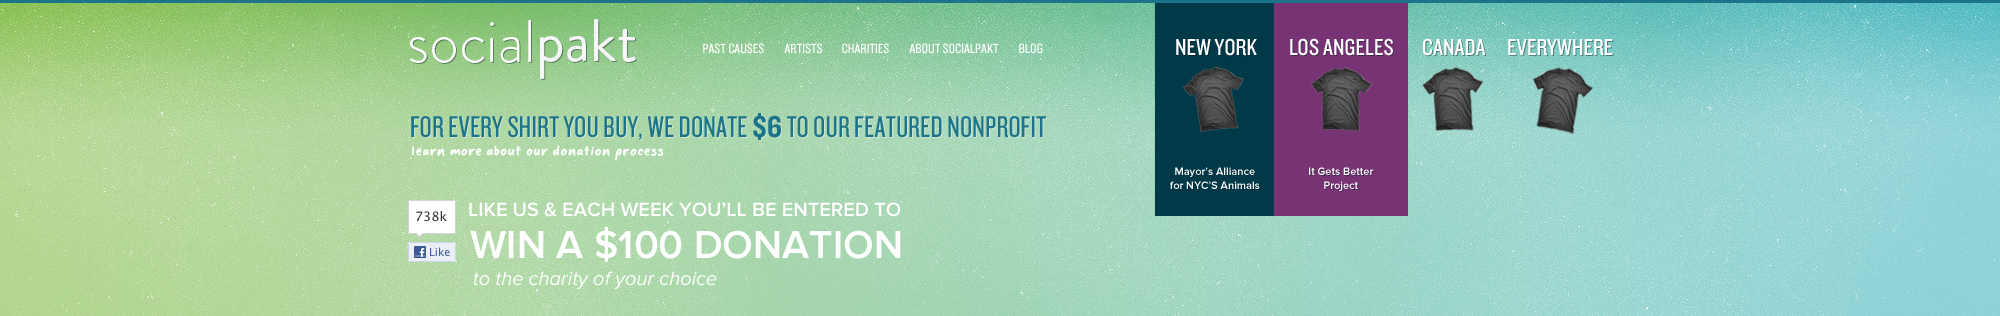 socialpakt
PAST CAUSES
ARTISTS
CHARITIES
ABOUT SOCIALPAKT
BLOG
NEW YORK
LOS ANGELES
CANADA
EVERYWHERE
FOR EVERY SHIRT YOU BUY, WE DONATE $6 TO OUR FEATURED NONPROFIT
learn more about our donation process
Mayor's Alliance
for NYC'S Animals
It Gets Better
Project
738k
Like
LIKE US & EACH WEEK YOU'LL BE ENTERED TO
WIN A $100 DONATION
to the charity of your choice